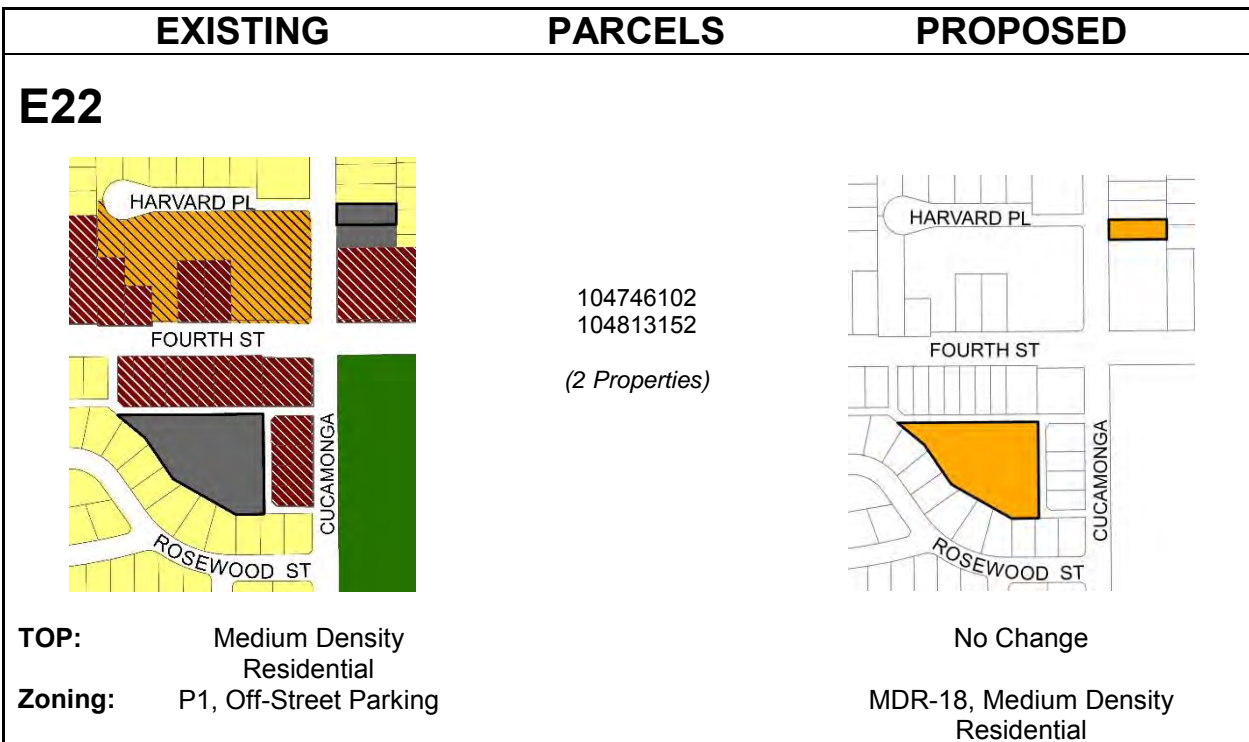 EXISTING PARCELS PROPOSED
E22
HARVARD PL
FOURTH ST
CUCAMONGA
ROSEWOOD ST
104746102
104813152
(2 Properties)
HARVARD PL
FOURTH ST
CUCAMONGA
ROSEWOOD ST
TOP: Medium Density No Change
Residential
Zoning: P1, Off-Street Parking MDR-18, Medium Density
Residential